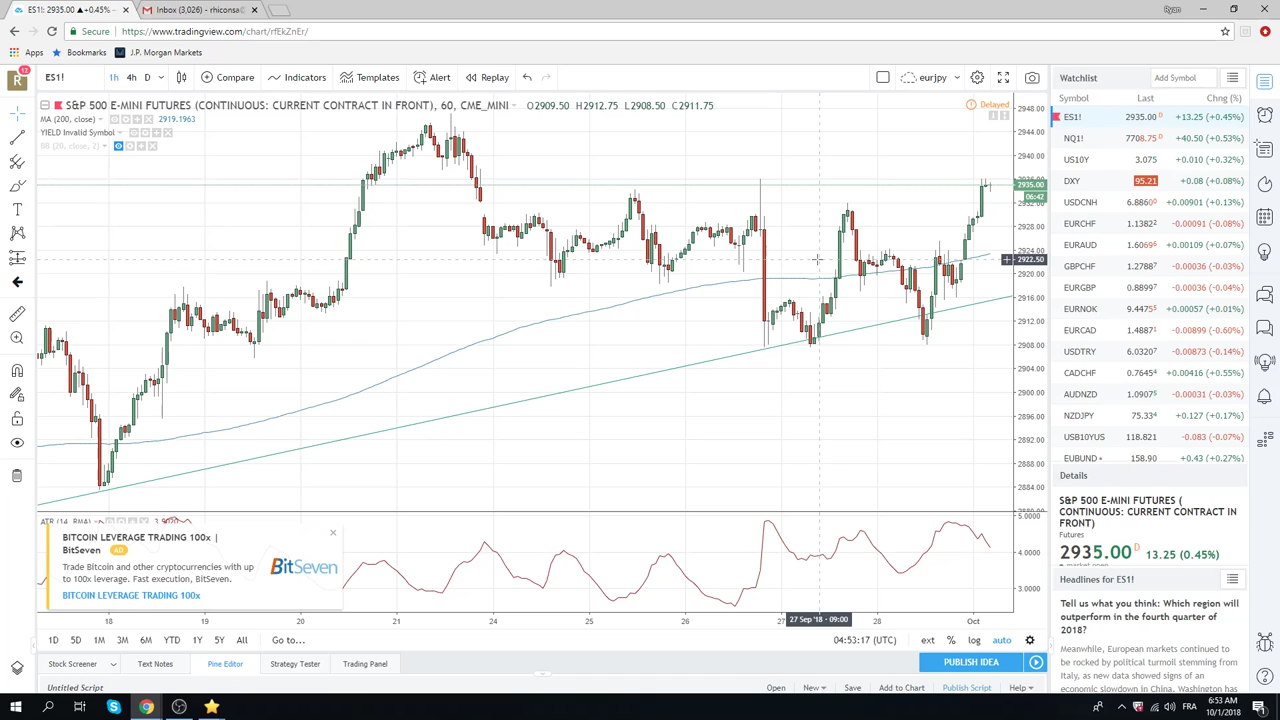 ES1!: 2935.00 ▲+0.45% –
Inbox (3,026) - rhiconsa@
Ryan
Secure | https://www.tradingview.com/chart/rfEkZnEr/
Apps Bookmarks J.P. Morgan Markets
R 12
ES1! 1h 4h D Compare Indicators Templates Alert Replay eurjpy
S&P 500 E-MINI FUTURES (CONTINUOUS: CURRENT CONTRACT IN FRONT), 60, CME_MINI O2909.50 H2912.75 L2908.50 C2911.75
Delayed
MA (200, close) 2919.1963
YIELD Invalid Symbol
BB (20, close, 2)
2948.00
2944.00
2940.00
2935.00
06:42
2932.00
2928.00
2924.00
2922.50
2920.00
2916.00
2912.00
2908.00
2904.00
2900.00
2896.00
2892.00
2888.00
2884.00
ATR (14, RMA)
5.0000
4.0000
3.0000
BITCOIN LEVERAGE TRADING 100x |
BitSeven AD
Trade Bitcoin and other cryptocurrencies with up
to 100x leverage. Fast execution, BitSeven.
BITCOIN LEVERAGE TRADING 100x
BitSeven
18 19 20 21 24 25 26 27 27 Sep '18 - 09:00 28 Oct
1D 5D 1M 3M 6M YTD 1Y 5Y All Go to... 04:53:17 (UTC) ext % log auto
Stock Screener Text Notes Pine Editor Strategy Tester Trading Panel PUBLISH IDEA
Untitled Script Open New Save Add to Chart Publish Script Help
Watchlist Add Symbol
Symbol Last Chng (%)
ES1! 2935.00 D +13.25 (+0.45%)
NQ1! 7708.75 D +40.50 (+0.53%)
US10Y 3.075 +0.010 (+0.32%)
DXY 95.21 +0.08 (+0.08%)
USDCNH 6.8860 +0.00901 (+0.13%)
EURCHF 1.1382 -0.00091 (-0.08%)
EURAUD 1.6069 +0.00109 (+0.07%)
GBPCHF 1.2788 -0.00036 (-0.03%)
EURGBP 0.8899 -0.00036 (-0.04%)
EURNOK 9.4475 +0.00057 (+0.01%)
EURCAD 1.4887 -0.00899 (-0.60%)
USDTRY 6.0320 -0.00873 (-0.14%)
CADCHF 0.7645 +0.00416 (+0.55%)
AUDNZD 1.0907 -0.00031 (-0.03%)
NZDJPY 75.33 +0.127 (+0.17%)
USB10YUS 118.821 -0.083 (-0.07%)
EUBUND 158.90 +0.43 (+0.27%)
Details
S&P 500 E-MINI FUTURES (
CONTINUOUS: CURRENT CONTRACT IN
FRONT)
Futures
2935.00 D 13.25 (0.45%)
market open
Headlines for ES1!
Tell us what you think: Which region will
outperform in the fourth quarter of
2018?
Meanwhile, European markets continued to
be rocked by political turmoil stemming from
Italy, as new data showed signs of an
economic slowdown in China. Washington has
FRA 6:53 AM
10/1/2018